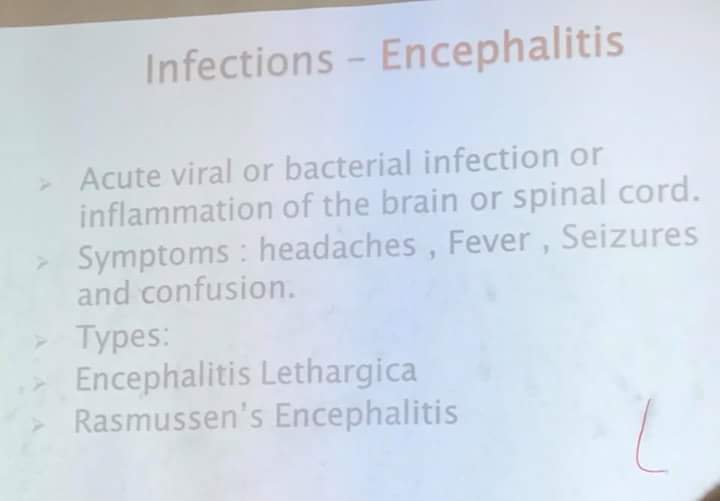 Infections – Encephalitis
➢ Acute viral or bacterial infection or
inflammation of the brain or spinal cord.
➢ Symptoms : headaches , Fever , Seizures
and confusion.
➢ Types:
➢ Encephalitis Lethargica
➢ Rasmussen's Encephalitis